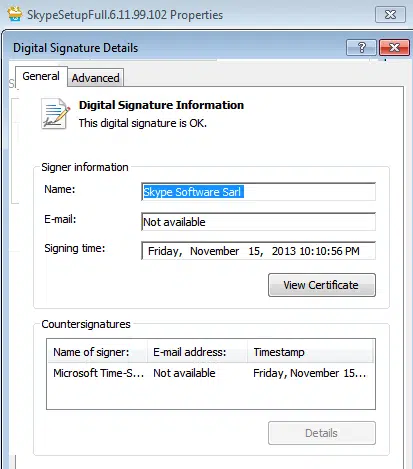 SkypeSetupFull.6.11.99.102 Properties
Digital Signature Details
General Advanced
Digital Signature Information
This digital signature is OK.
Signer information
Name: Skype Software Sarl
E-mail: Not available
Signing time: Friday, November 15, 2013 10:10:56 PM
View Certificate
Countersignatures
Name of signer: E-mail address: Timestamp
Microsoft Time-S... Not available Friday, November 15...
Details